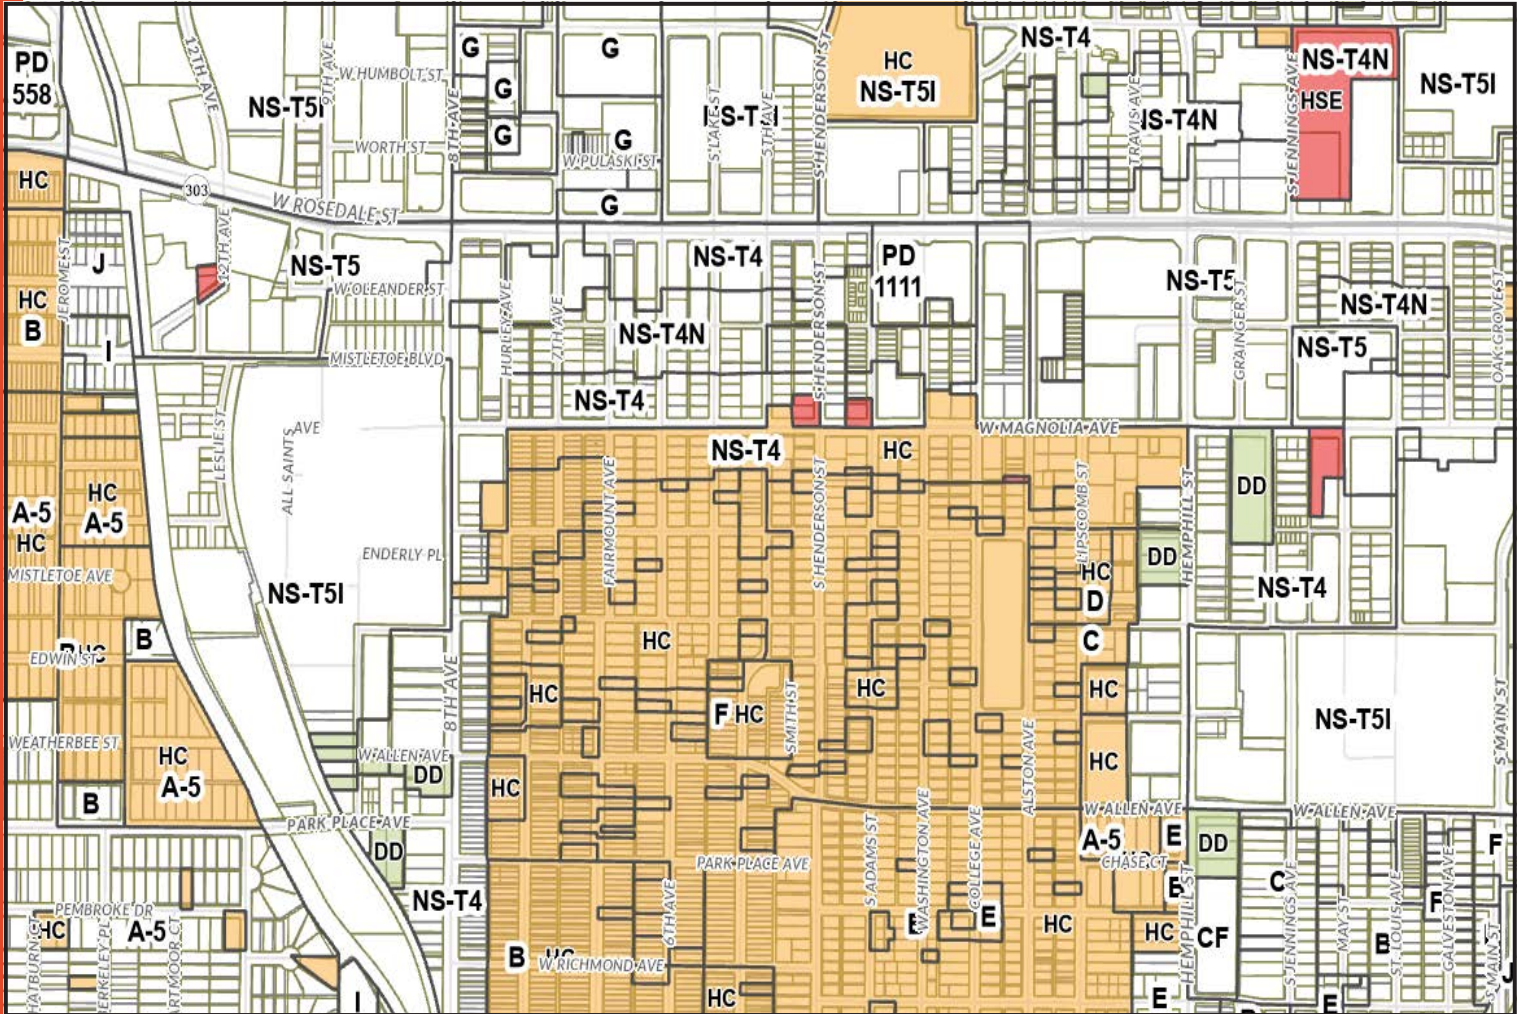 PD
558
12TH AVE
9TH AVE
W HUMBOLT ST
NS-T5I
WORTH ST
8TH AVE
G
G
G
G
G
W PULASKI ST
G
S LAKE ST
5TH AVE
S HENDERSON ST
HC
NS-T5I
NS-T4
TRAVIS AVE
NS-T4N
S JENNINGS AVE
NS-T4N
HSE
NS-T5I
HC
303
W ROSEDALE ST
JEROME ST
J
12TH AVE
NS-T5
W OLEANDER ST
HC
B
I
MISTLETOE BLVD
HURLEY AVE
7TH AVE
NS-T4
NS-T4N
NS-T4
S HENDERSON ST
PD
1111
NS-T5
GRAINGER ST
NS-T4N
NS-T5
OAK GROVE ST
LESLIE ST
ALL SAINTS AVE
W MAGNOLIA AVE
NS-T4
HC
HC
A-5
A-5
HC
MISTLETOE AVE
ENDERLY PL
NS-T5I
FAIRMOUNT AVE
S HENDERSON ST
LIPSCOMB ST
HEMPHILL ST
DD
DD
HC
D
NS-T4
C
B
EDWIN ST
HC
8TH AVE
HC
F HC
SMITH ST
HC
HC
NS-T5I
S MAIN ST
WEATHERBEE ST
HC
A-5
B
W ALLEN AVE
DD
HC
ALSTON AVE
HC
W ALLEN AVE
W ALLEN AVE
PARK PLACE AVE
DD
PARK PLACE AVE
S ADAMS ST
WASHINGTON AVE
COLLEGE AVE
A-5
E
CHASE CT
DD
C
F
F
PEMBROKE DR
HC
A-5
NS-T4
6TH AVE
B
W RICHMOND AVE
HC
E
HC
HC
HEMPHILL ST
CF
S JENNINGS AVE
MAY ST
ST. LOUIS AVE
B
GALVESTON AVE
S MAIN ST
J
I
E
E